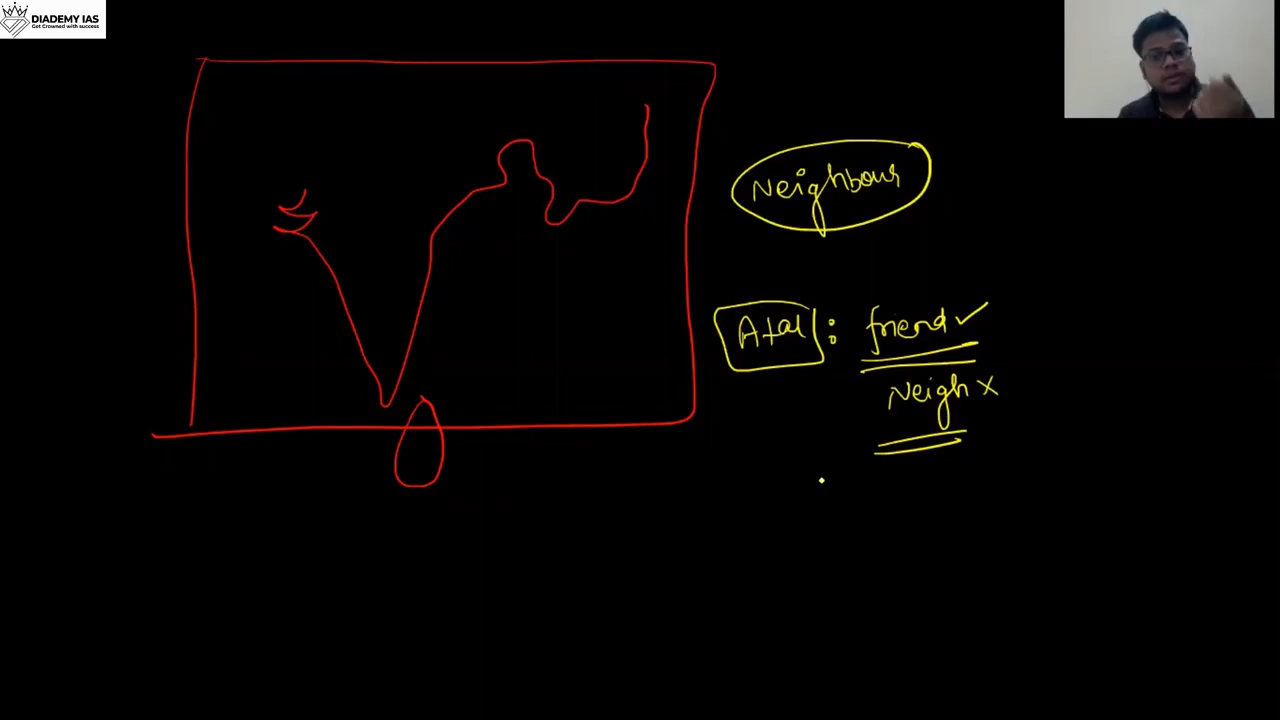 DIADEMY IAS
Get Crowned with success
Neighbour
Atal : friend ✓
Neigh X